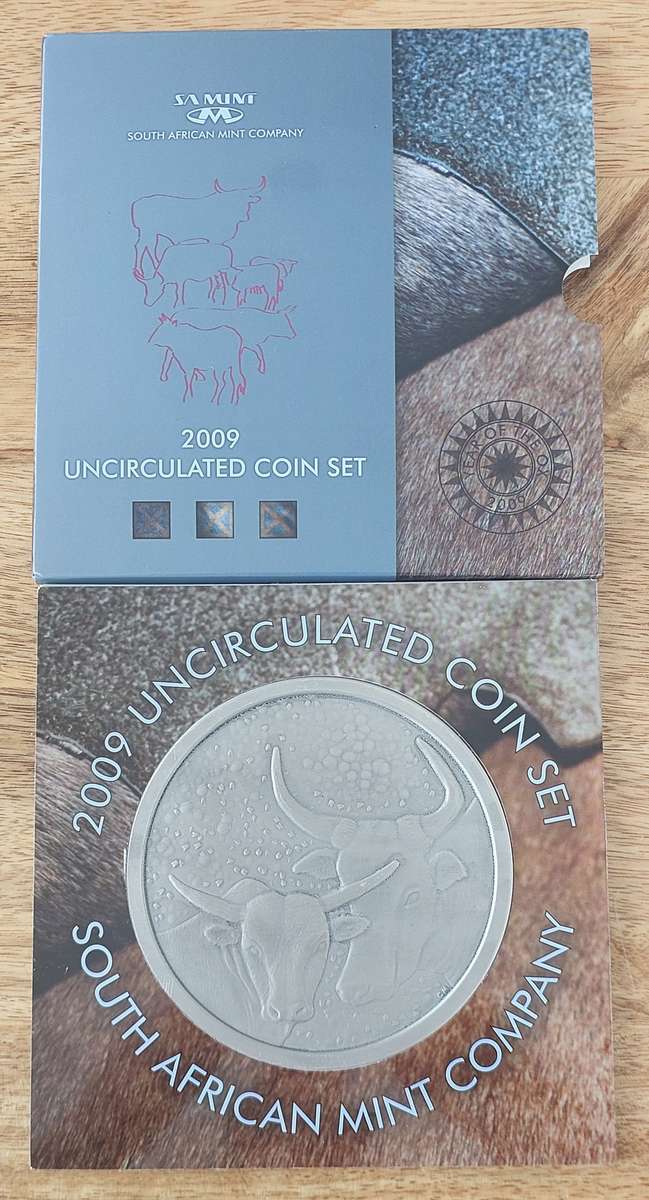 SA MINT
SOUTH AFRICAN MINT COMPANY
2009
UNCIRCULATED COIN SET
YEAR OF THE OX
2009
2009 UNCIRCULATED COIN SET
SOUTH AFRICAN MINT COMPANY